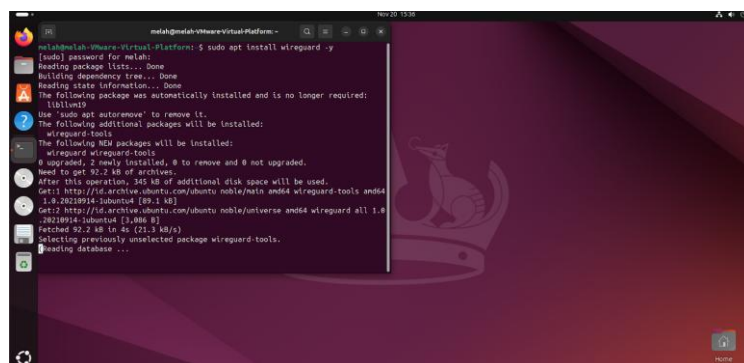 Nov 20 15:36
melah@melah-VMware-Virtual-Platform: ~
melah@melah-VMware-Virtual-Platform:~$ sudo apt install wireguard -y
[sudo] password for melah:
Reading package lists... Done
Building dependency tree... Done
Reading state information... Done
The following package was automatically installed and is no longer required:
libllvm19
Use 'sudo apt autoremove' to remove it.
The following additional packages will be installed:
wireguard-tools
The following NEW packages will be installed:
wireguard wireguard-tools
0 upgraded, 2 newly installed, 0 to remove and 0 not upgraded.
Need to get 92.2 kB of archives.
After this operation, 345 kB of additional disk space will be used.
Get:1 http://id.archive.ubuntu.com/ubuntu noble/main amd64 wireguard-tools amd64
1.0.20210914-1ubuntu4 [89.1 kB]
Get:2 http://id.archive.ubuntu.com/ubuntu noble/universe amd64 wireguard all 1.0
.20210914-1ubuntu4 [3,086 B]
Fetched 92.2 kB in 4s (21.3 kB/s)
Selecting previously unselected package wireguard-tools.
(Reading database ...
Home